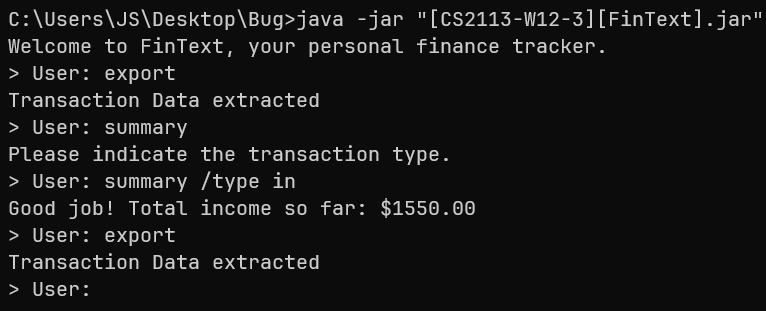 C:\Users\JS\Desktop\Bug>java -jar "[CS2113-W12-3][FinText].jar"
Welcome to FinText, your personal finance tracker.
> User: export
Transaction Data extracted
> User: summary
Please indicate the transaction type.
> User: summary /type in
Good job! Total income so far: $1550.00
> User: export
Transaction Data extracted
> User: